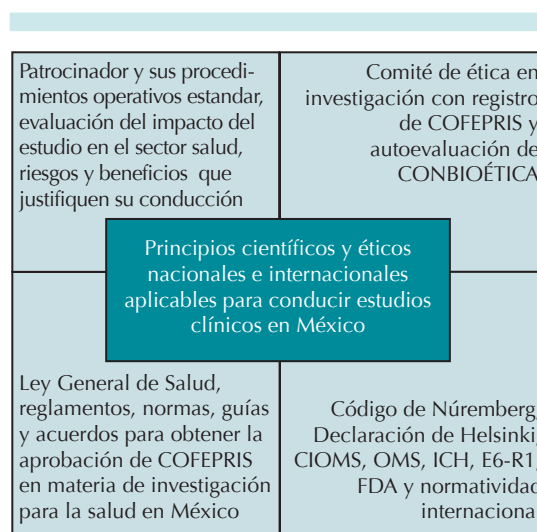 Patrocinador y sus procedi-
mientos operativos estandar,
evaluación del impacto del
estudio en el sector salud,
riesgos y beneficios que
justifiquen su conducción
Comité de ética en
investigación con registro
de COFEPRIS y
autoevaluación de
CONBIOÉTICA
Principios científicos y éticos
nacionales e internacionales
aplicables para conducir estudios
clínicos en México
Ley General de Salud,
reglamentos, normas, guías
y acuerdos para obtener la
aprobación de COFEPRIS
en materia de investigación
para la salud en México
Código de Núremberg,
Declaración de Helsinki,
CIOMS, OMS, ICH, E6-R1,
FDA y normatividad
internaciona